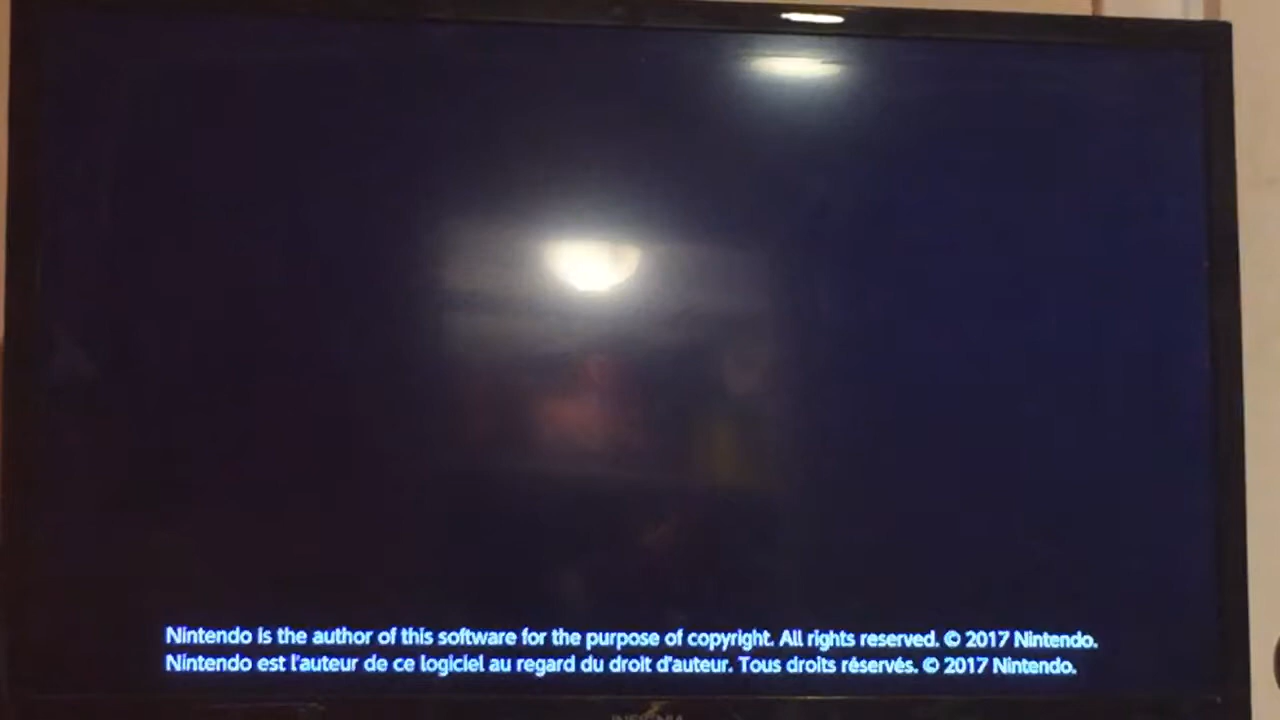 Nintendo is the author of this software for the purpose of copyright. All rights reserved. © 2017 Nintendo.
Nintendo est l'auteur de ce logiciel au regard du droit d'auteur. Tous droits réservés. © 2017 Nintendo.